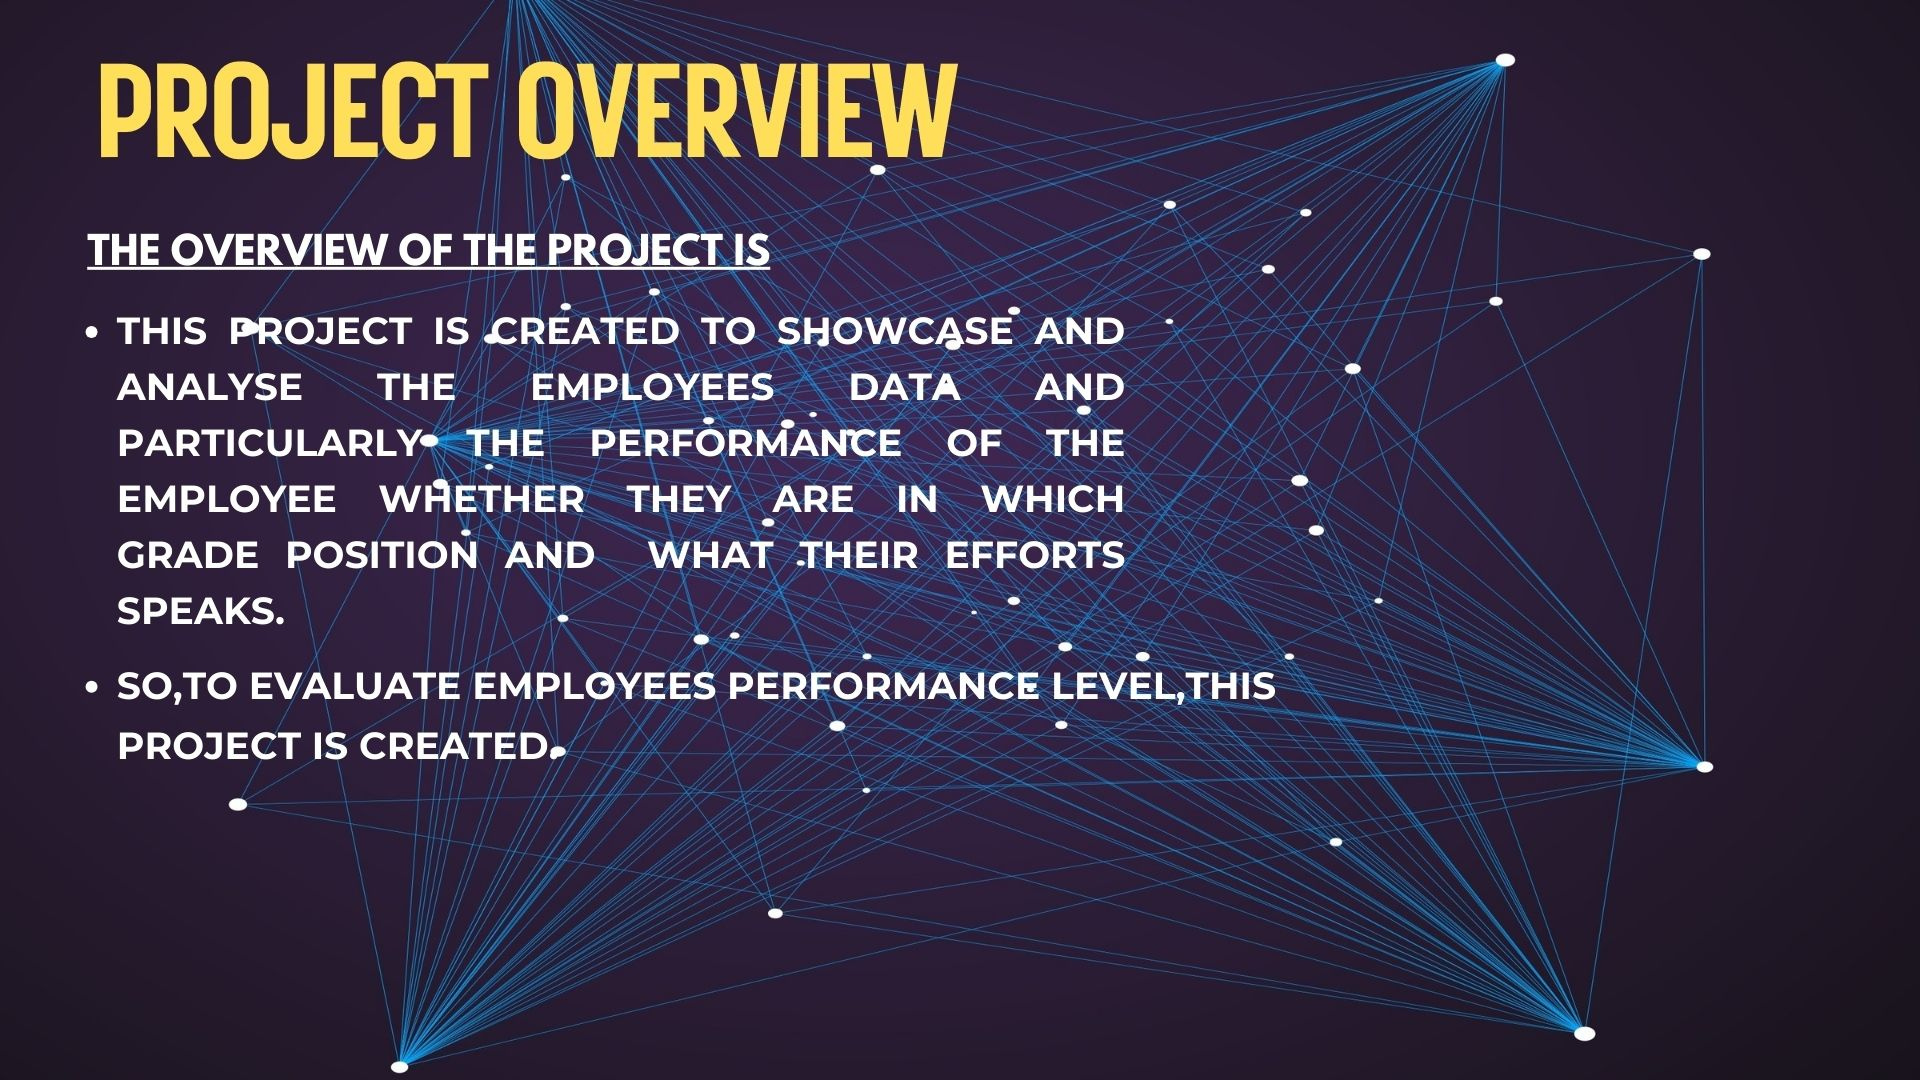 PROJECT OVERVIEW
THE OVERVIEW OF THE PROJECT IS
• THIS PROJECT IS CREATED TO SHOWCASE AND
ANALYSE THE EMPLOYEES DATA AND
PARTICULARLY THE PERFORMANCE OF THE
EMPLOYEE WHETHER THEY ARE IN WHICH
GRADE POSITION AND WHAT THEIR EFFORTS
SPEAKS.
• SO,TO EVALUATE EMPLOYEES PERFORMANCE LEVEL,THIS
PROJECT IS CREATED.